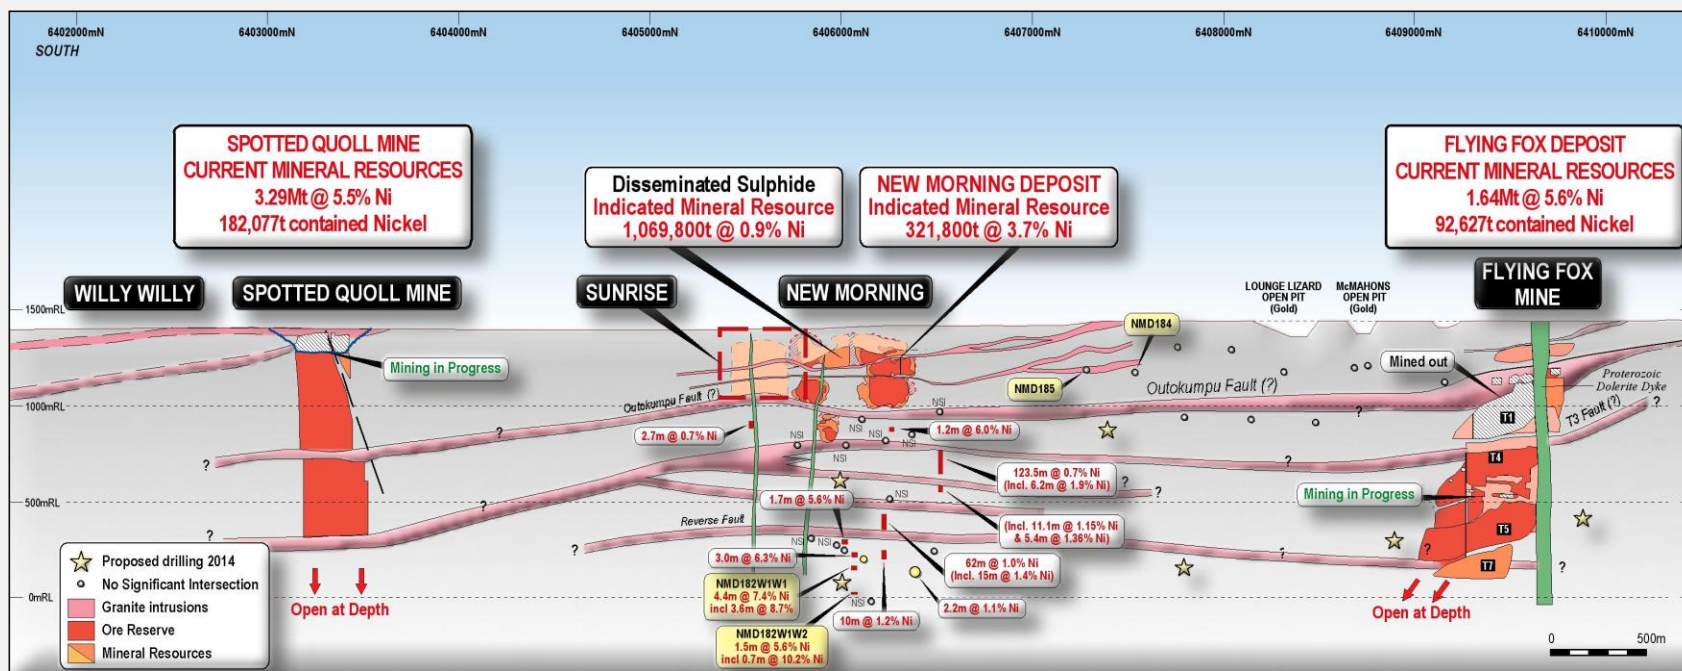 6402000mN 6403000mN 6404000mN 6405000mN 6406000mN 6407000mN 6408000mN 6409000mN 6410000mN
SOUTH
SPOTTED QUOLL MINE
CURRENT MINERAL RESOURCES
3.29Mt @ 5.5% Ni
182,077t contained Nickel
Disseminated Sulphide
Indicated Mineral Resource
1,069,800t @ 0.9% Ni
NEW MORNING DEPOSIT
Indicated Mineral Resource
321,800t @ 3.7% Ni
FLYING FOX DEPOSIT
CURRENT MINERAL RESOURCES
1.64Mt @ 5.6% Ni
92,627t contained Nickel
WILLY WILLY
SPOTTED QUOLL MINE
SUNRISE
NEW MORNING
LOUNGE LIZARD
OPEN PIT
(Gold)
McMAHONS
OPEN PIT
(Gold)
FLYING FOX
MINE
1500mRL
NMD184
Mining in Progress
Mined out
NMD185
Outokumpu Fault (?)
Proterozoic
Dolerite Dyke
Outokumpu Fault (?)
1000mRL
NSI
T1
T3 Fault (?)
?
?
?
2.7m @ 0.7% Ni
NSI
1.2m @ 6.0% Ni
NSI
NSI
NSI
NSI
T4
?
?
?
123.5m @ 0.7% Ni
(Incl. 6.2m @ 1.9% Ni)
?
?
1.7m @ 5.6% Ni
NSI
Mining in Progress
500mRL
?
Reverse Fault
(Incl. 11.1m @ 1.15% Ni
& 5.4m @ 1.36% Ni)
T5
?
?
?
NSI
NSI
NSI
?
?
3.0m @ 6.3% Ni
62m @ 1.0% Ni
(Incl. 15m @ 1.4% Ni)
T7
?
Proposed drilling 2014
No Significant Intersection
Granite intrusions
Ore Reserve
Mineral Resources
Open at Depth
0mRL
NMD182W1W1
4.4m @ 7.4% Ni
incl 3.6m @ 8.7%
NSI
2.2m @ 1.1% Ni
10m @ 1.2% Ni
NMD182W1W2
1.5m @ 5.6% Ni
incl 0.7m @ 10.2% Ni
Open at Depth
0 500m